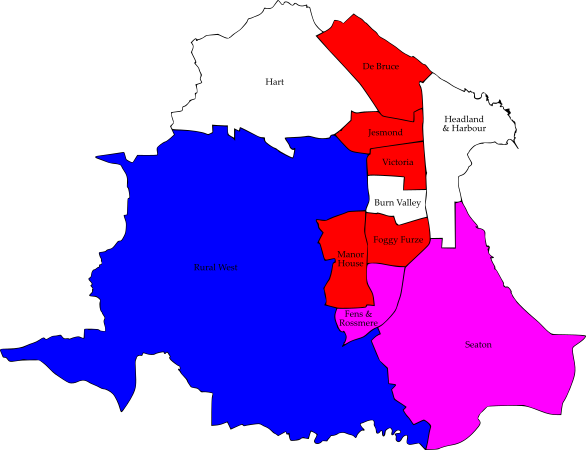 De Bruce
Hart
Headland
& Harbour
Jesmond
Victoria
Burn Valley
Foggy Furze
Manor
House
Rural West
Fens &
Rossmere
Seaton